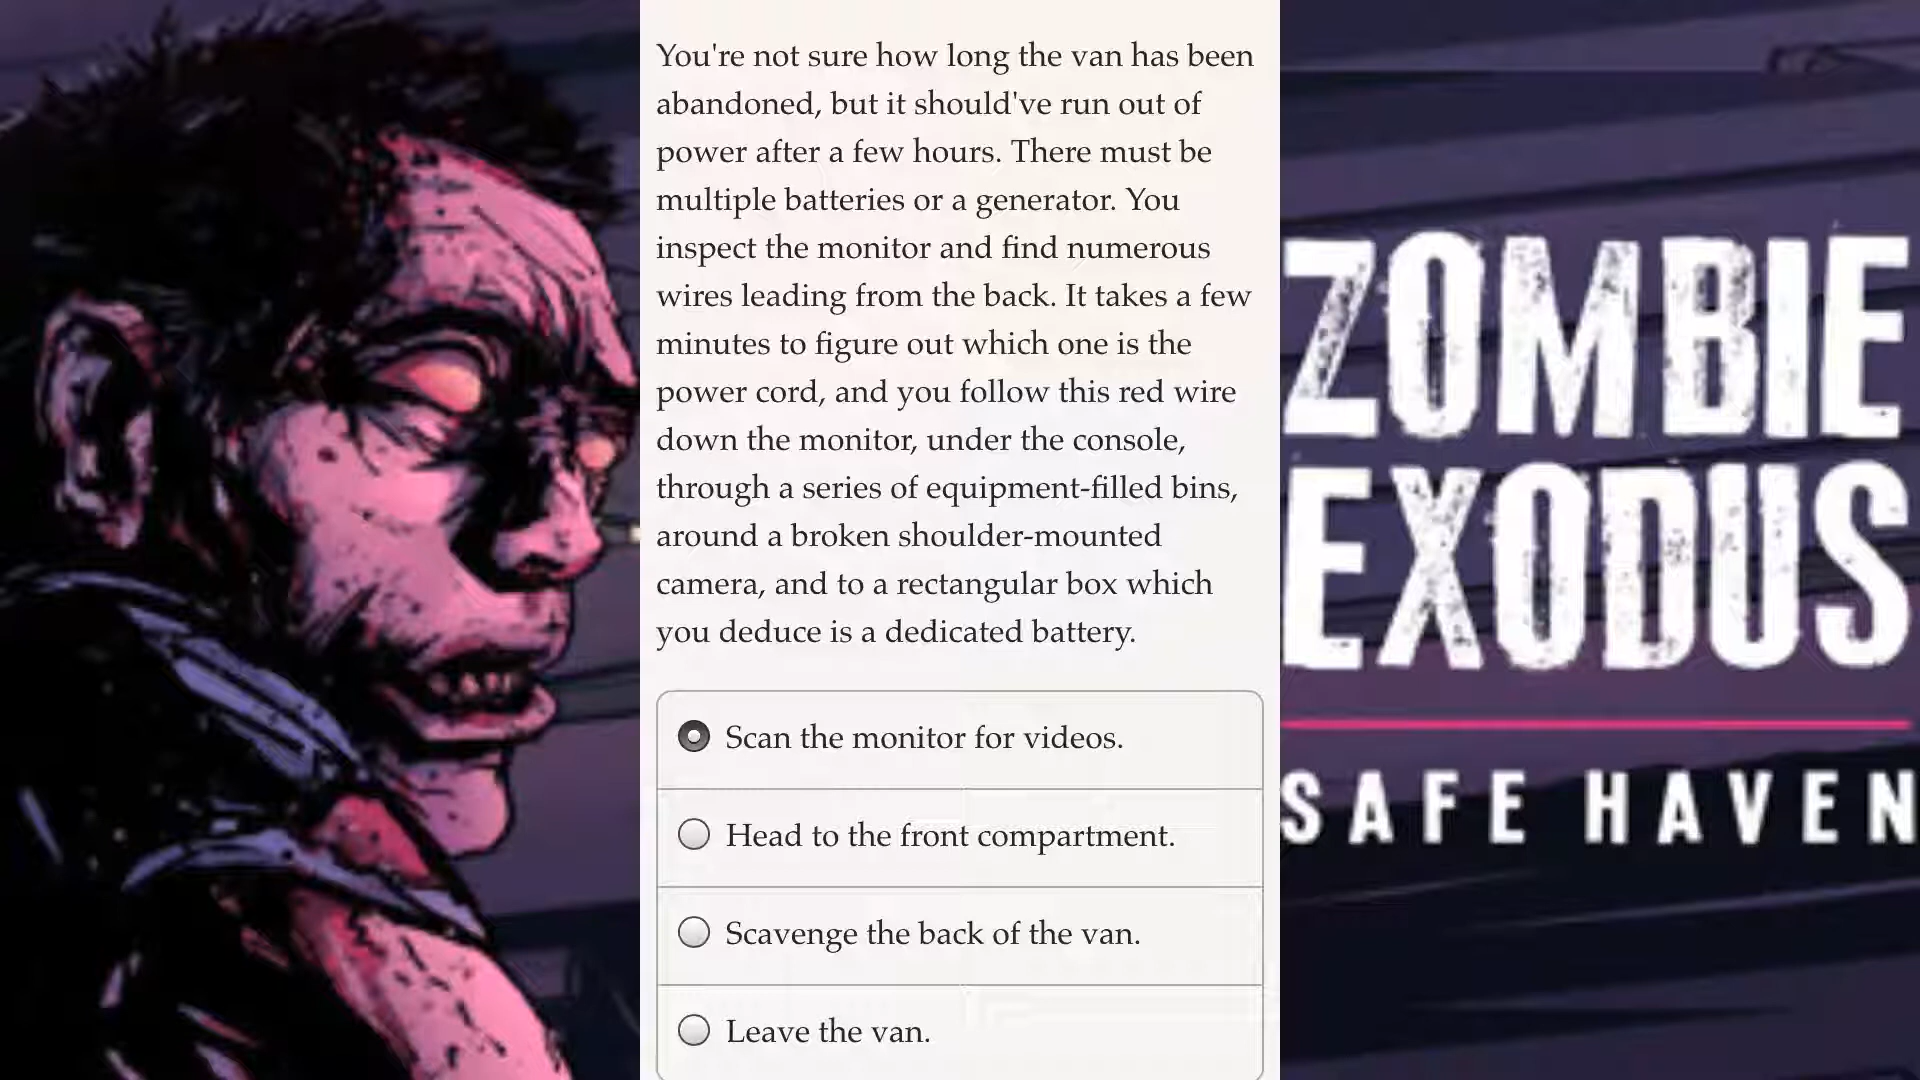 You're not sure how long the van has been
abandoned, but it should've run out of
power after a few hours. There must be
multiple batteries or a generator. You
inspect the monitor and find numerous
wires leading from the back. It takes a few
minutes to figure out which one is the
power cord, and you follow this red wire
down the monitor, under the console,
through a series of equipment-filled bins,
around a broken shoulder-mounted
camera, and to a rectangular box which
you deduce is a dedicated battery.
Scan the monitor for videos.
Head to the front compartment.
Scavenge the back of the van.
Leave the van.
ZOMBIE
EXODUS
SAFE HAVEN